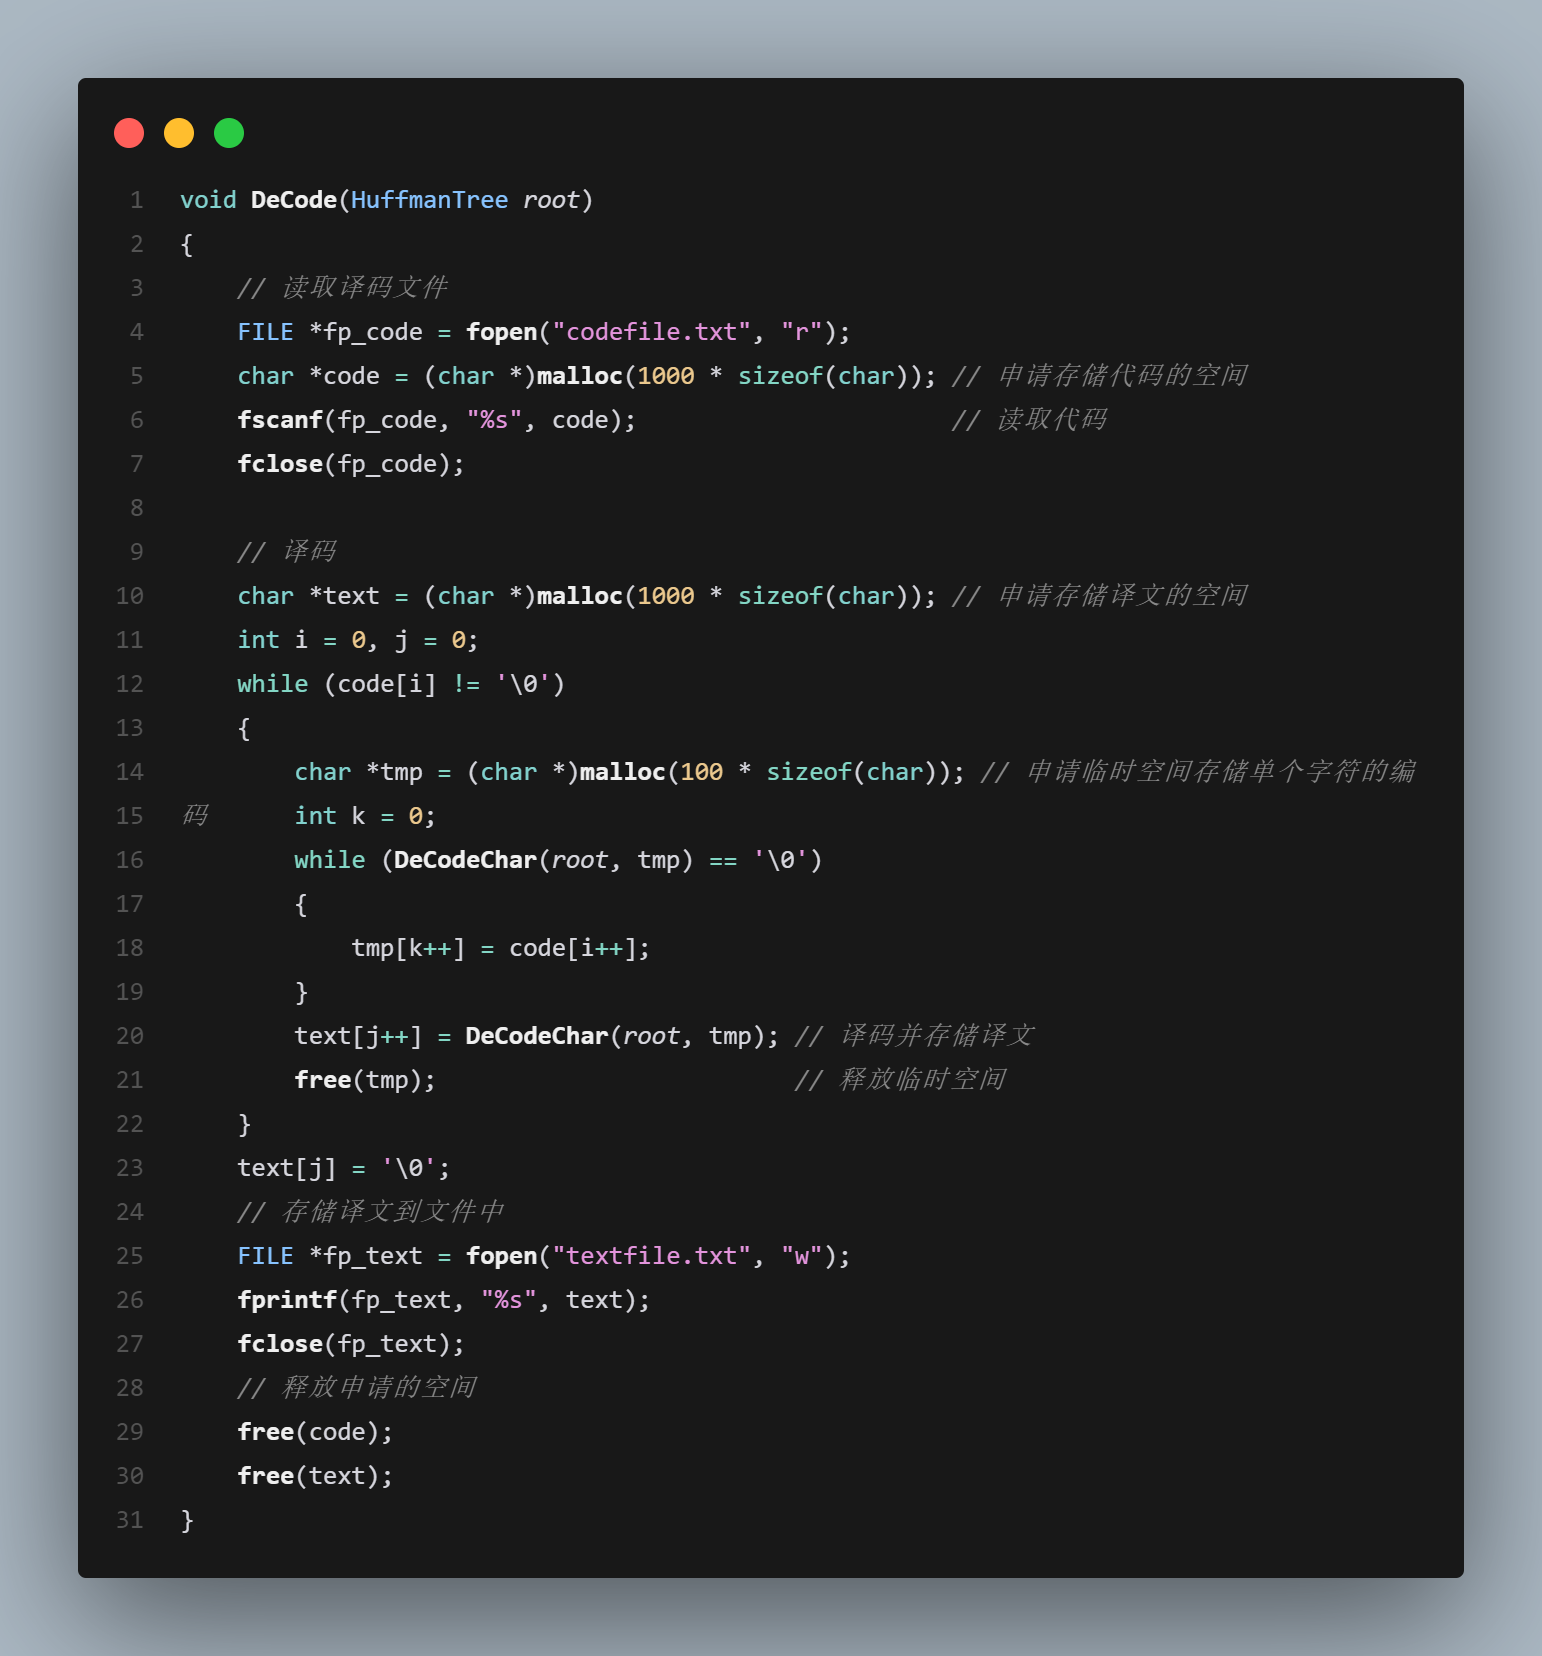 1 void DeCode(HuffmanTree root)
2 {
3     // 读取译码文件
4     FILE *fp_code = fopen("codefile.txt", "r");
5     char *code = (char *)malloc(1000 * sizeof(char)); // 申请存储代码的空间
6     fscanf(fp_code, "%s", code);                      // 读取代码
7     fclose(fp_code);
8
9     // 译码
10     char *text = (char *)malloc(1000 * sizeof(char)); // 申请存储译文的空间
11     int i = 0, j = 0;
12     while (code[i] != '\0')
13     {
14         char *tmp = (char *)malloc(100 * sizeof(char)); // 申请临时空间存储单个字符的编
15 码      int k = 0;
16         while (DeCodeChar(root, tmp) == '\0')
17         {
18             tmp[k++] = code[i++];
19         }
20         text[j++] = DeCodeChar(root, tmp); // 译码并存储译文
21         free(tmp);                         // 释放临时空间
22     }
23     text[j] = '\0';
24     // 存储译文到文件中
25     FILE *fp_text = fopen("textfile.txt", "w");
26     fprintf(fp_text, "%s", text);
27     fclose(fp_text);
28     // 释放申请的空间
29     free(code);
30     free(text);
31 }